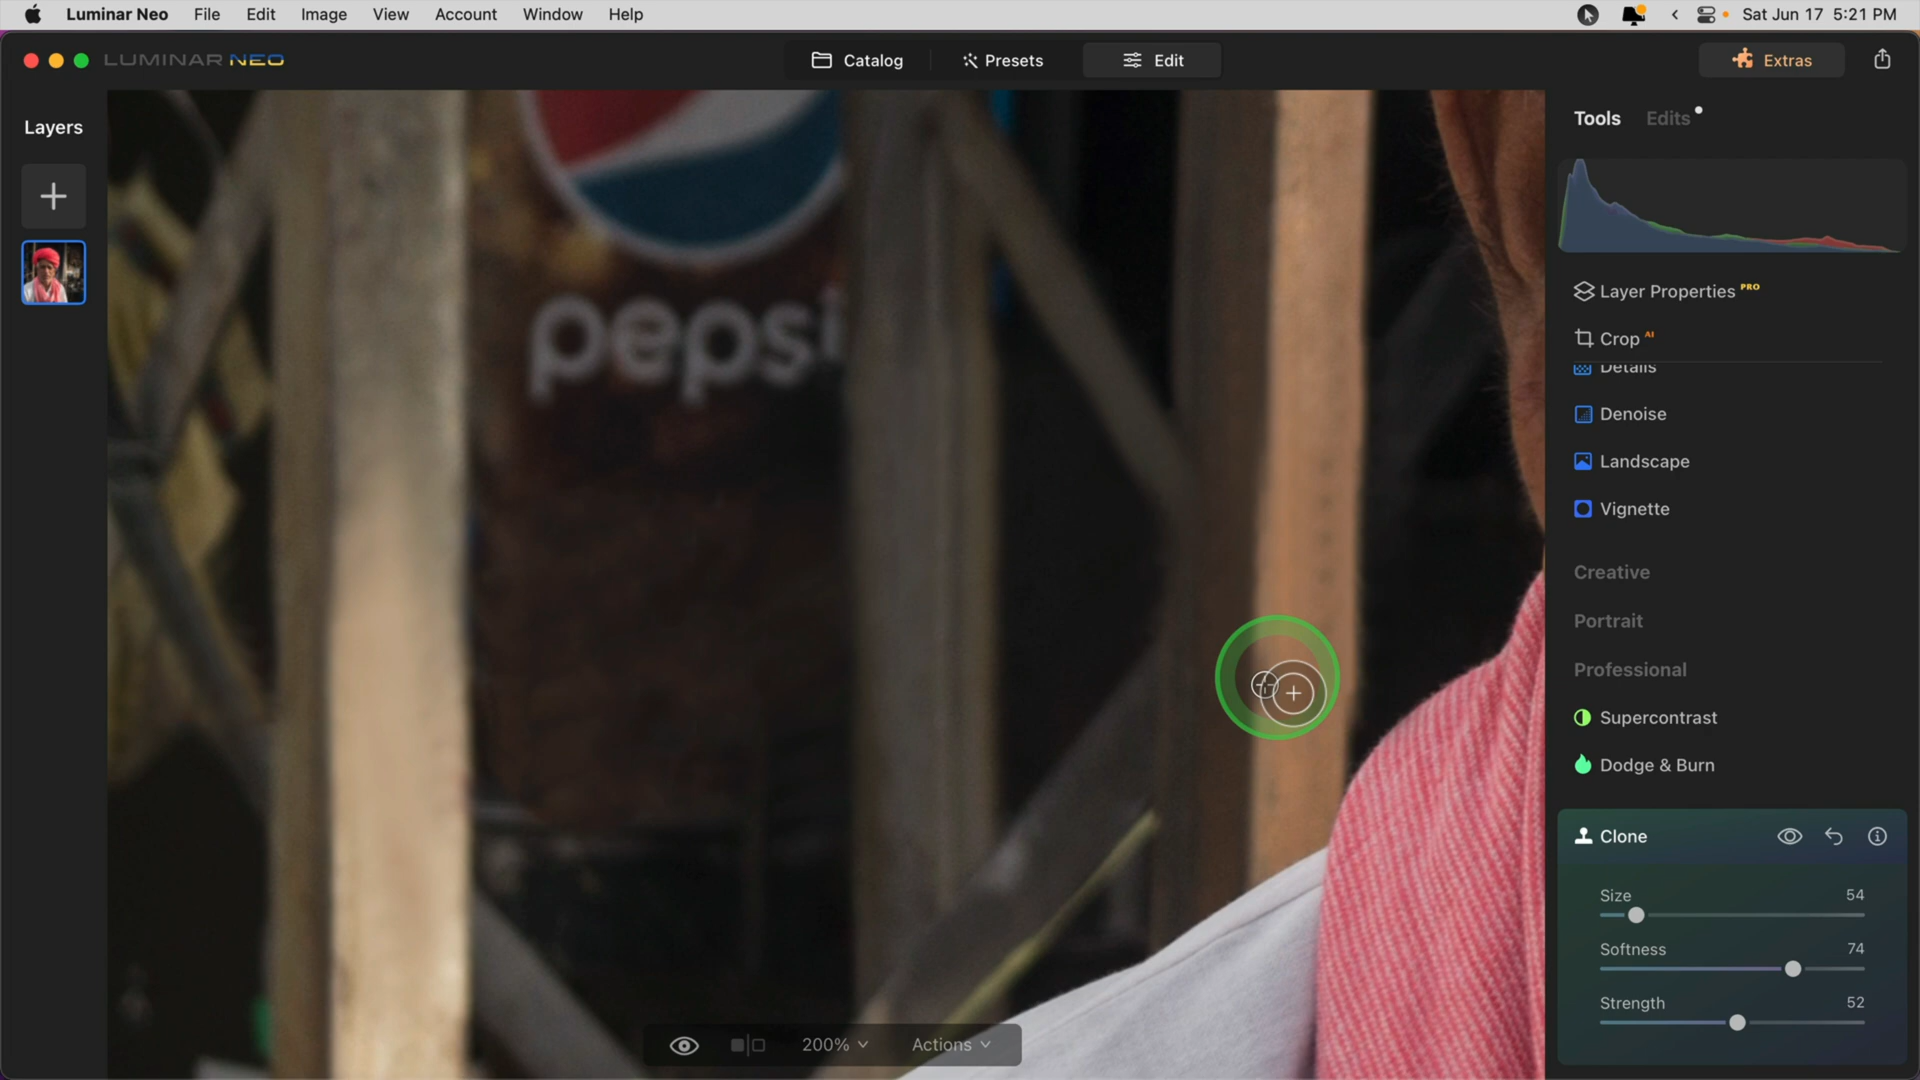 Luminar Neo File Edit Image View Account Window Help Sat Jun 17 5:21 PM
LUMINAR NEO Catalog Presets Edit Extras
Layers
Tools Edits
pepsi
Layer Properties PRO
Crop AI
Details
Denoise
Landscape
Vignette
Creative
Portrait
Professional
Supercontrast
Dodge & Burn
Clone
Size 54
Softness 74
Strength 52
200% Actions